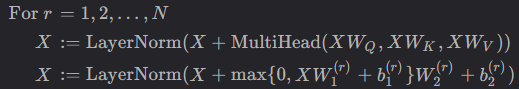 For r = 1, 2, . . . , N
X := LayerNorm(X + MultiHead(XW_Q, XW_K, XW_V))
X := LayerNorm(X + max{0, XW_1^{(r)} + b_1^{(r)}}W_2^{(r)} + b_2^{(r)})